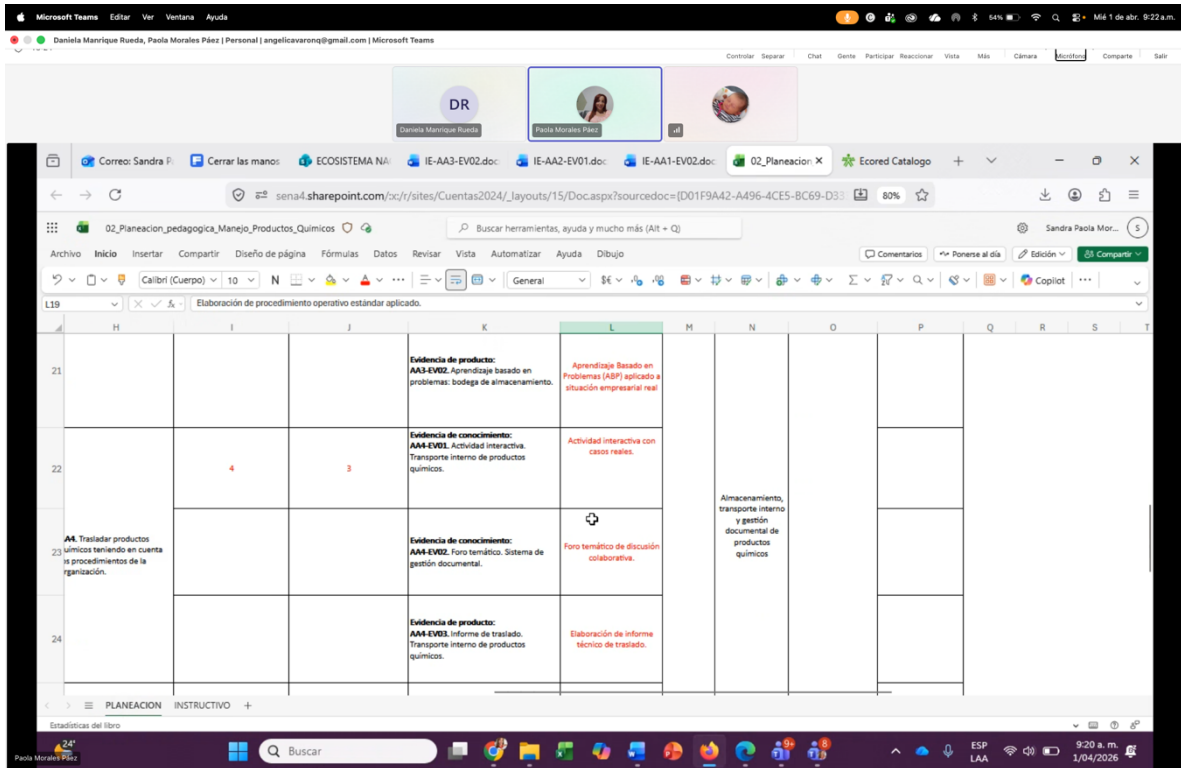 Microsoft Teams Editar Ver Ventana Ayuda
54%
Mié 1 de abr. 9:22 a.m.
Daniela Manrique Rueda, Paola Morales Páez | Personal | angelicavaronq@gmail.com | Microsoft Teams
Controlar Separar Chat Gente Participar Reaccionar Vista Más Cámara Micrófono Comparte Salir
DR
Daniela Manrique Rueda
Paola Morales Páez
Correo: Sandra P
Cerrar las manos
ECOSISTEMA NA
IE-AA3-EV02.doc
IE-AA2-EV01.doc
IE-AA1-EV02.doc
02_Planeacion
Ecored Catalogo
sena4.sharepoint.com/:x:/r/sites/Cuentas2024/_layouts/15/Doc.aspx?sourcedoc={D01F9A42-A496-4CE5-BC69-D33
80%
02_Planeacion_pedagogica_Manejo_Productos_Quimicos
Buscar herramientas, ayuda y mucho más (Alt + Q)
Sandra Paola Mor...
S
Archivo Inicio Insertar Compartir Diseño de página Fórmulas Datos Revisar Vista Automatizar Ayuda Dibujo
Comentarios
Ponerse al día
Edición
Compartir
Calibri (Cuerpo) 10 N General Copilot
L19
fx
Elaboración de procedimiento operativo estándar aplicado.
H I J K L M N O P Q R S T
21
Evidencia de producto:
AA3-EV02. Aprendizaje basado en
problemas: bodega de almacenamiento.
Aprendizaje Basado en
Problemas (ABP) aplicado a
situación empresarial real
22
4
3
Evidencia de conocimiento:
AA4-EV01. Actividad interactiva.
Transporte interno de productos
químicos.
Actividad interactiva con
casos reales.
Almacenamiento,
transporte interno
y gestión
documental de
productos
químicos
23
AA4. Trasladar productos
químicos teniendo en cuenta
os procedimientos de la
rganización.
Evidencia de conocimiento:
AA4-EV02. Foro temático. Sistema de
gestión documental.
Foro temático de discusión
colaborativa.
24
Evidencia de producto:
AA4-EV03. Informe de traslado.
Transporte interno de productos
químicos.
Elaboración de informe
técnico de traslado.
PLANEACION INSTRUCTIVO
Estadísticas del libro
24°
Paola Morales Páez
Buscar
9+
8
ESP
LAA
9:20 a. m.
1/04/2026